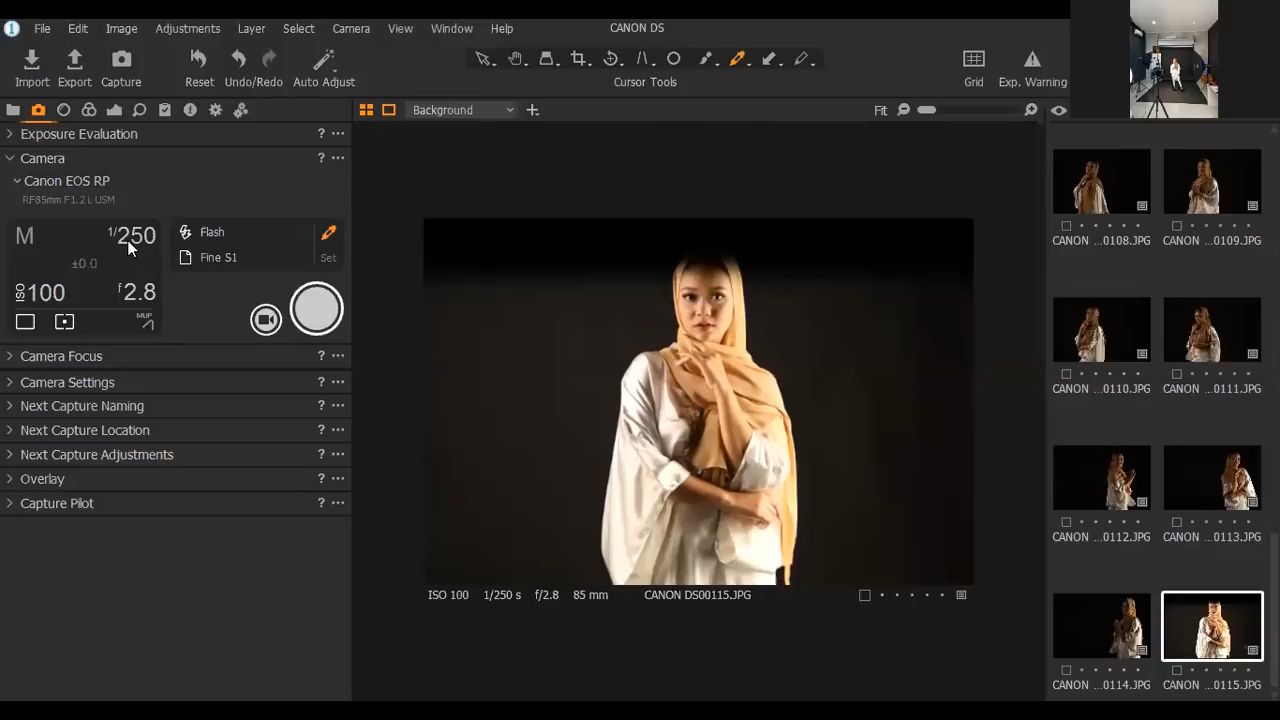 File Edit Image Adjustments Layer Select Camera View Window Help CANON DS
Import Export Capture Reset Undo/Redo Auto Adjust Cursor Tools Grid Exp. Warning
Background Fit
Exposure Evaluation ? ...
Camera ? ...
Canon EOS RP
RF85mm F1.2 L USM
M 1/250
±0.0
ISO 100 f2.8
MUP
Flash
Fine S1 Set
Camera Focus ? ...
Camera Settings ? ...
Next Capture Naming ? ...
Next Capture Location ? ...
Next Capture Adjustments ? ...
Overlay ? ...
Capture Pilot ? ...
ISO 100 1/250 s f/2.8 85 mm CANON DS00115.JPG
CANON ...0108.JPG CANON ...0109.JPG
CANON ...0110.JPG CANON ...0111.JPG
CANON ...0112.JPG CANON ...0113.JPG
CANON ...0114.JPG CANON ...0115.JPG